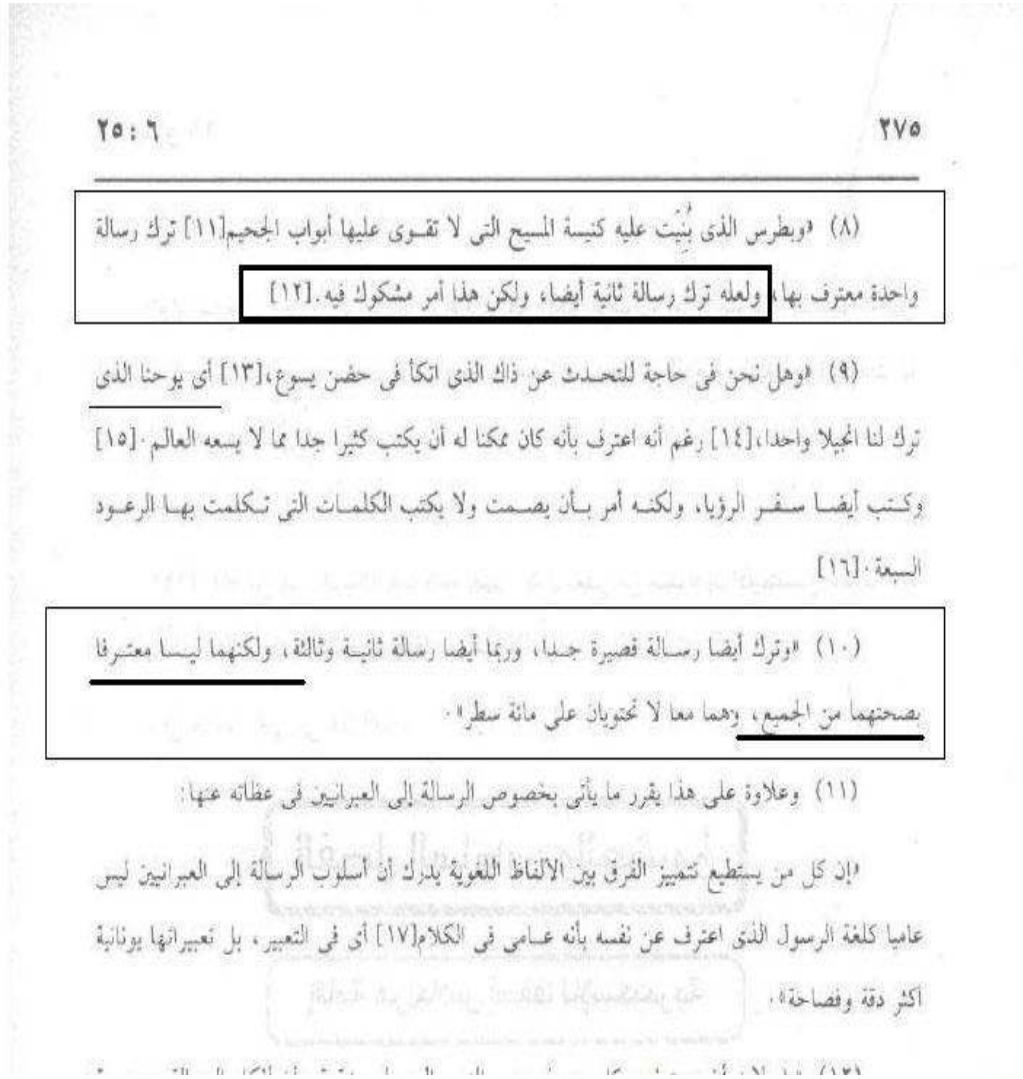 ٢٧٥
٦ : ٢٥
(٨) «وبطرس الذى بُنِيَت عليه كنيسة المسيح التى لا تقوى عليها أبواب الجحيم[١١] ترك رسالة
واحدة معترف بها، ولعله ترك رسالة ثانية أيضا، ولكن هذا أمر مشكوك فيه.[١٢]
(٩) «وهل نحن فى حاجة للتحدث عن ذاك الذى اتكأ فى حضن يسوع،[١٣] أى يوحنا الذى
ترك لنا انجيلا واحدا،[١٤] رغم أنه اعترف بأنه كان ممكنا له أن يكتب كثيرا جدا مما لا يسعه العالم.[١٥]
وكتب أيضا سفر الرؤيا، ولكنه أمر بأن يصمت ولا يكتب الكلمات التى تكلمت بها الرعود
السبعة.[١٦]
(١٠) «وترك أيضا رسالة قصيرة جدا، وربما أيضا رسالة ثانية وثالثة، ولكنهما ليسا معترفا
بصحتهما من الجميع، وهما معا لا تحتويان على مائة سطر».
(١١) وعلاوة على هذا يقرر ما يأتى بخصوص الرسالة إلى العبرانيين فى عظاته عنها:
«إن كل من يستطيع تتمييز الفرق بين الألفاظ اللغوية يدرك أن أسلوب الرسالة إلى العبرانيين ليس
عاميا كلغة الرسول الذى اعترف عن نفسه بأنه عامى فى الكلام[١٧] أى فى التعبير، بل تعبيراتها يونانية
أكثر دقة وفصاحة».
(١٢)